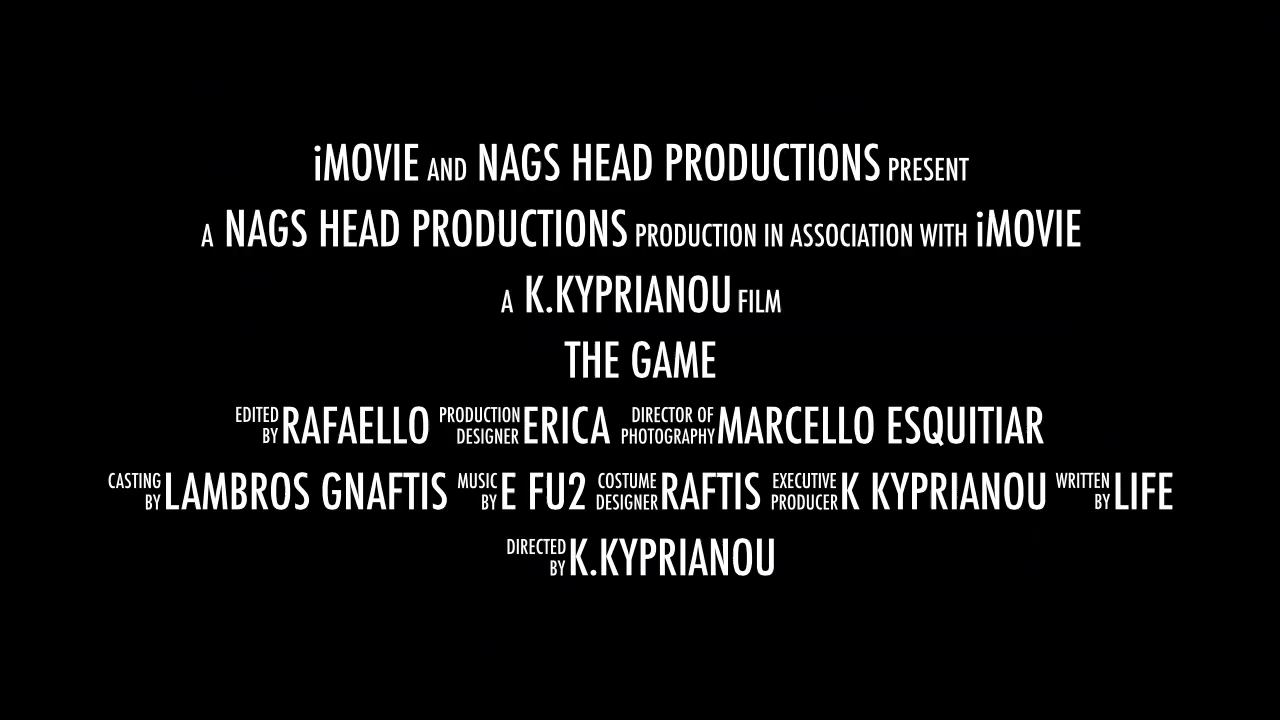 iMOVIE AND NAGS HEAD PRODUCTIONS PRESENT
A NAGS HEAD PRODUCTIONS PRODUCTION IN ASSOCIATION WITH iMOVIE
A K.KYPRIANOU FILM
THE GAME
EDITED BY RAFAELLO PRODUCTION DESIGNER ERICA DIRECTOR OF PHOTOGRAPHY MARCELLO ESQUITIAR
CASTING BY LAMBROS GNAFTIS MUSIC BY E FU2 COSTUME DESIGNER RAFTIS EXECUTIVE PRODUCER K KYPRIANOU WRITTEN BY LIFE
DIRECTED BY K.KYPRIANOU